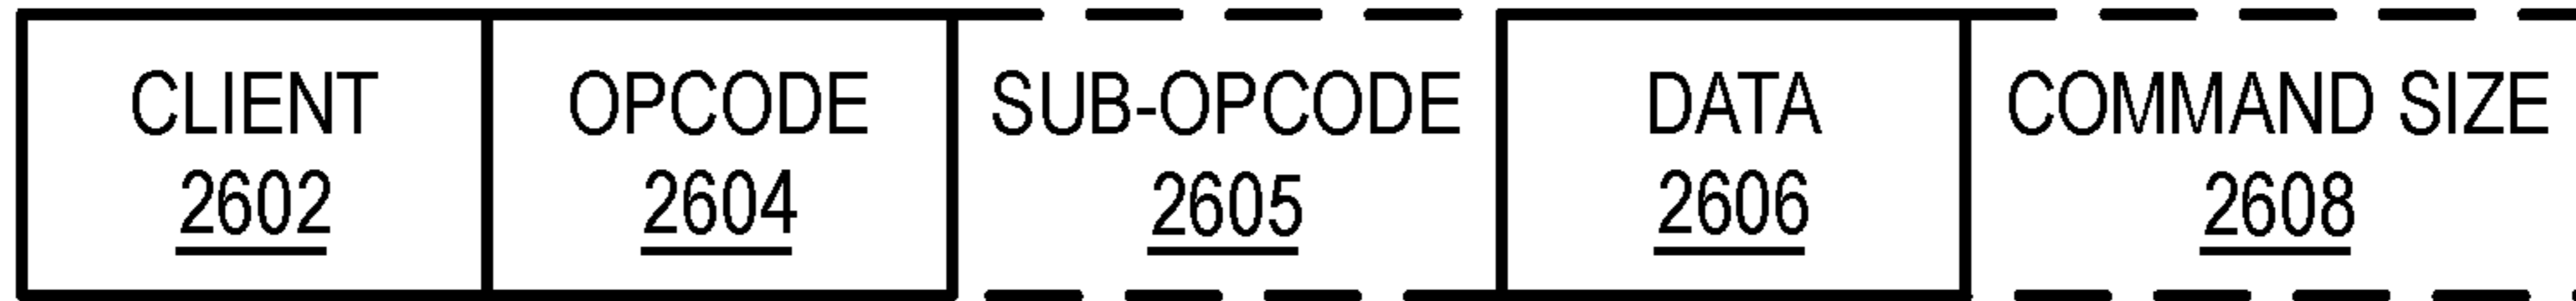 CLIENT OPCODE SUB-OPCODE DATA COMMAND SIZE
2602 2604 2605 2606 2608